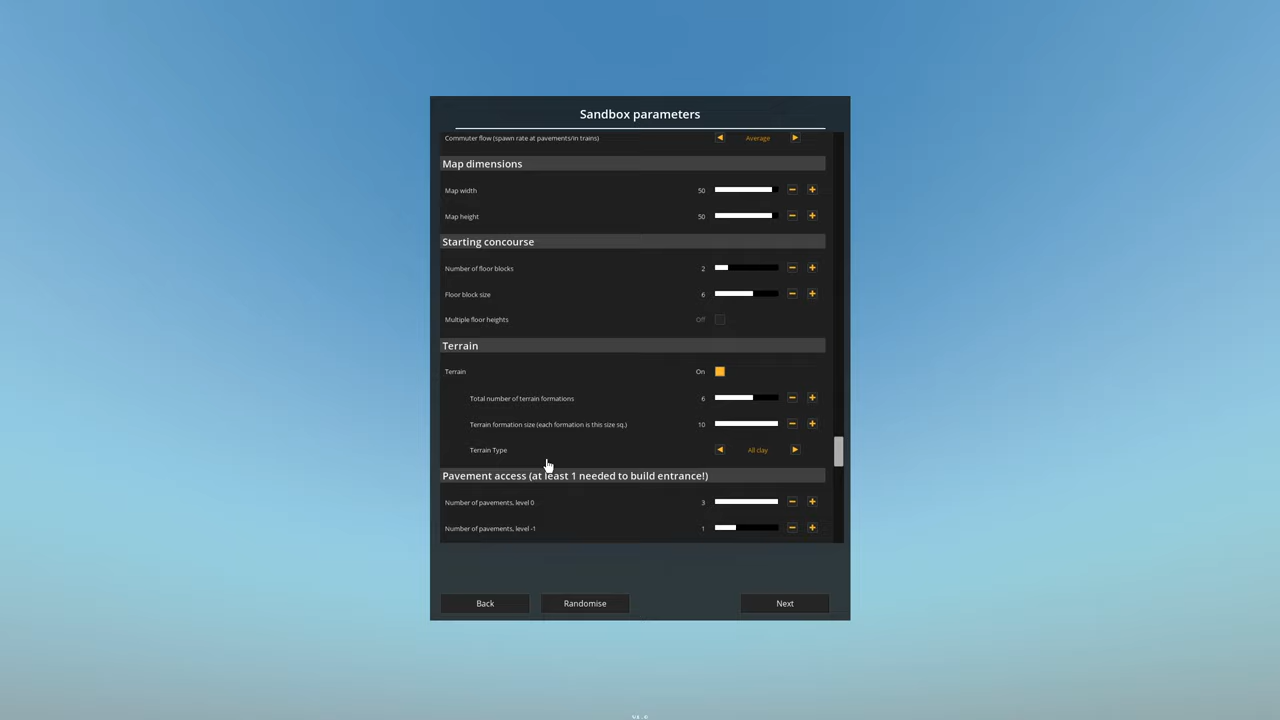 Sandbox parameters
Commuter flow (spawn rate at pavements/in trains) Average
Map dimensions
Map width 50
Map height 50
Starting concourse
Number of floor blocks 2
Floor block size 6
Multiple floor heights Off
Terrain
Terrain On
Total number of terrain formations 6
Terrain formation size (each formation is this size sq.) 10
Terrain Type All clay
Pavement access (at least 1 needed to build entrance!)
Number of pavements, level 0 3
Number of pavements, level -1 1
Back Randomise Next